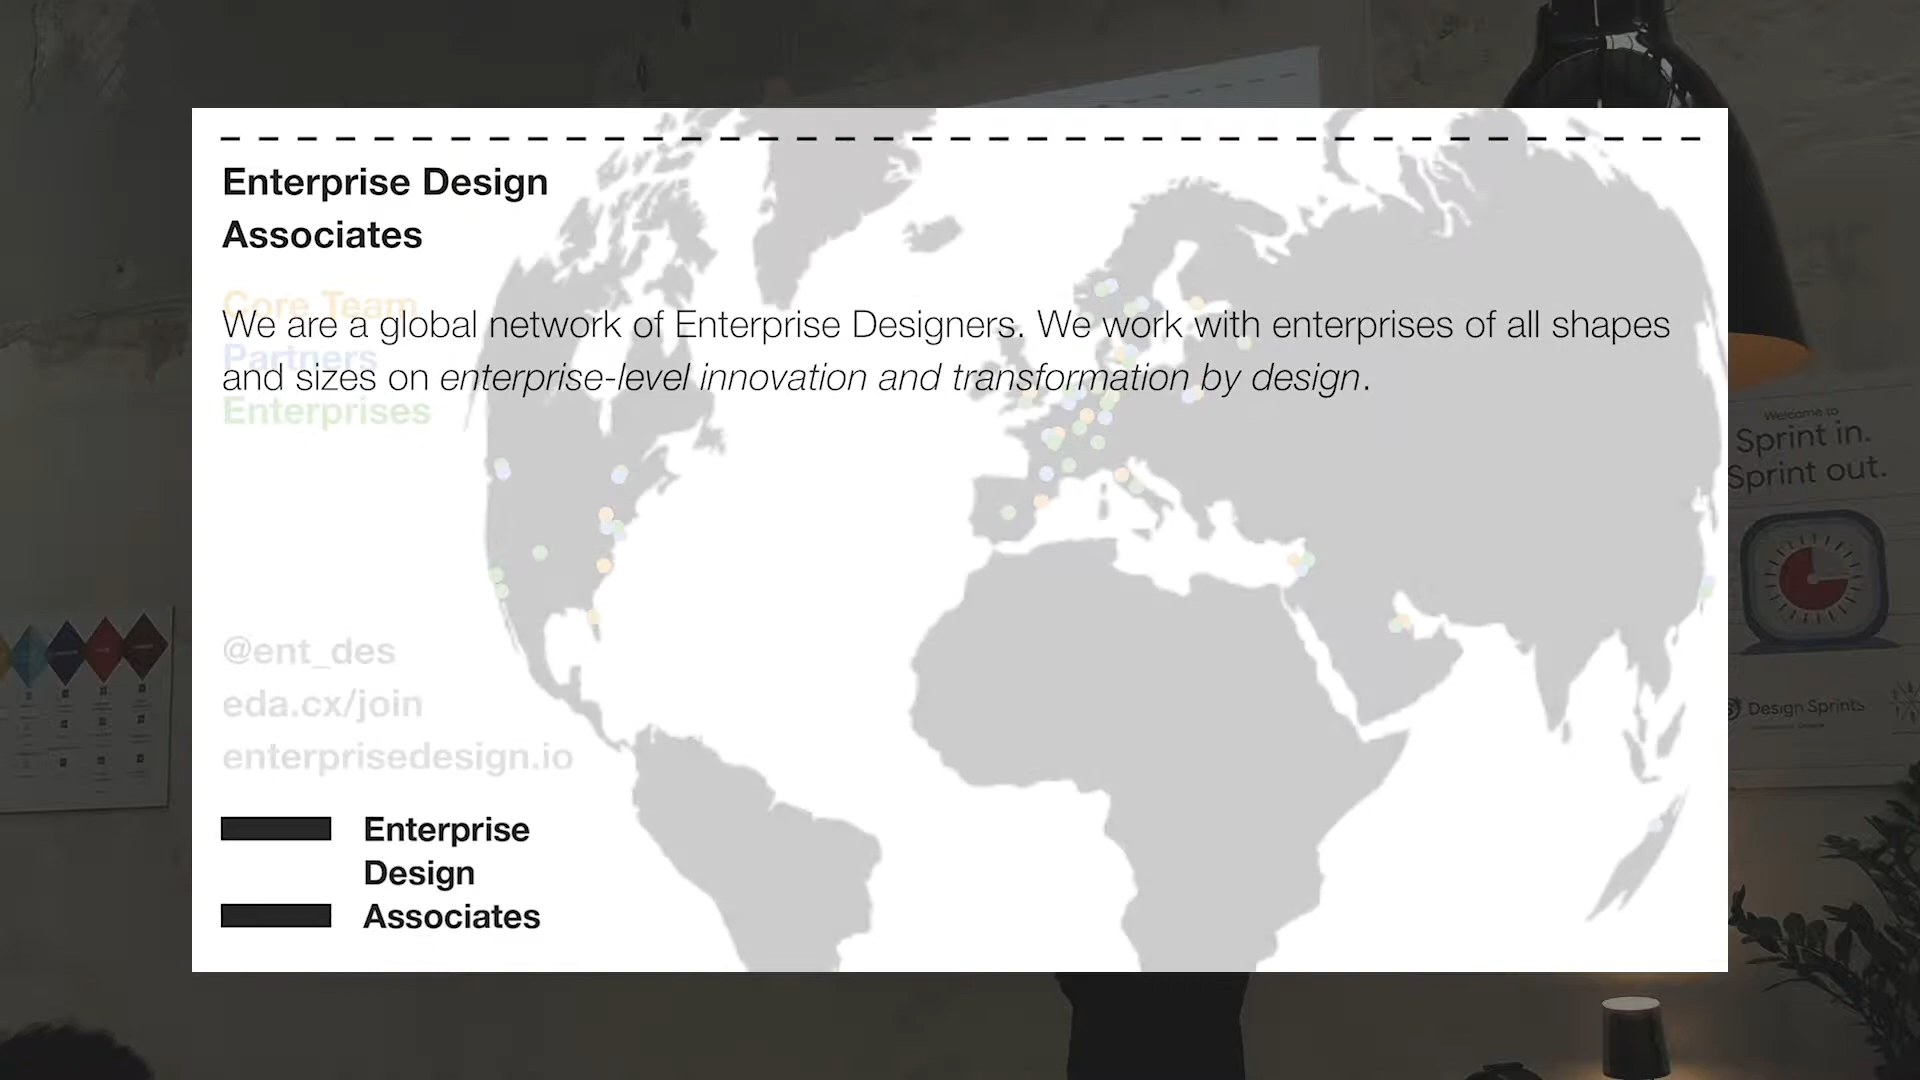 Enterprise Design
Associates
Core Team
We are a global network of Enterprise Designers. We work with enterprises of all shapes
Partners
and sizes on enterprise-level innovation and transformation by design.
Enterprises
@ent_des
eda.cx/join
enterprisedesign.io
Enterprise
Design
Associates
Welcome to
Sprint in.
Sprint out.
Design Sprints